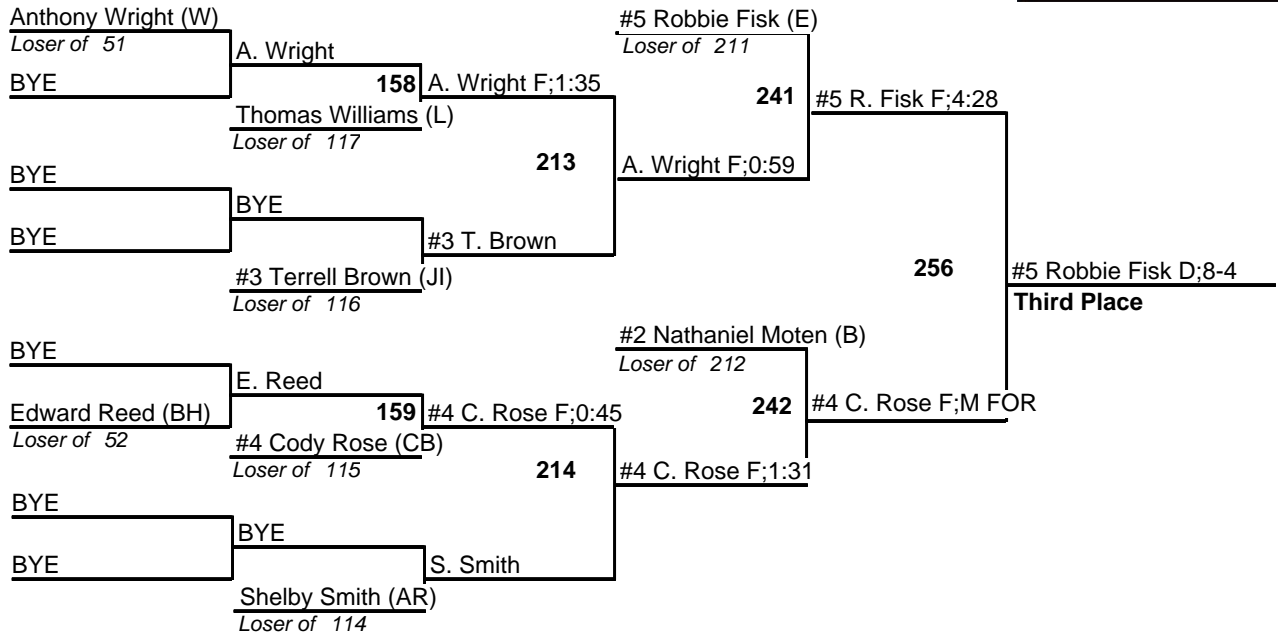 Anthony Wright (W)
Loser of 51
BYE
A. Wright
158
Thomas Williams (L)
Loser of 117
A. Wright F;1:35
BYE
BYE
BYE
#3 Terrell Brown (JI)
Loser of 116
#3 T. Brown
213
#5 Robbie Fisk (E)
Loser of 211
A. Wright F;0:59
241
#5 R. Fisk F;4:28
BYE
Edward Reed (BH)
Loser of 52
E. Reed
159
#4 Cody Rose (CB)
Loser of 115
#4 C. Rose F;0:45
BYE
BYE
BYE
Shelby Smith (AR)
Loser of 114
S. Smith
214
#2 Nathaniel Moten (B)
Loser of 212
#4 C. Rose F;1:31
242
#4 C. Rose F;M FOR
256
#5 Robbie Fisk D;8-4
Third Place